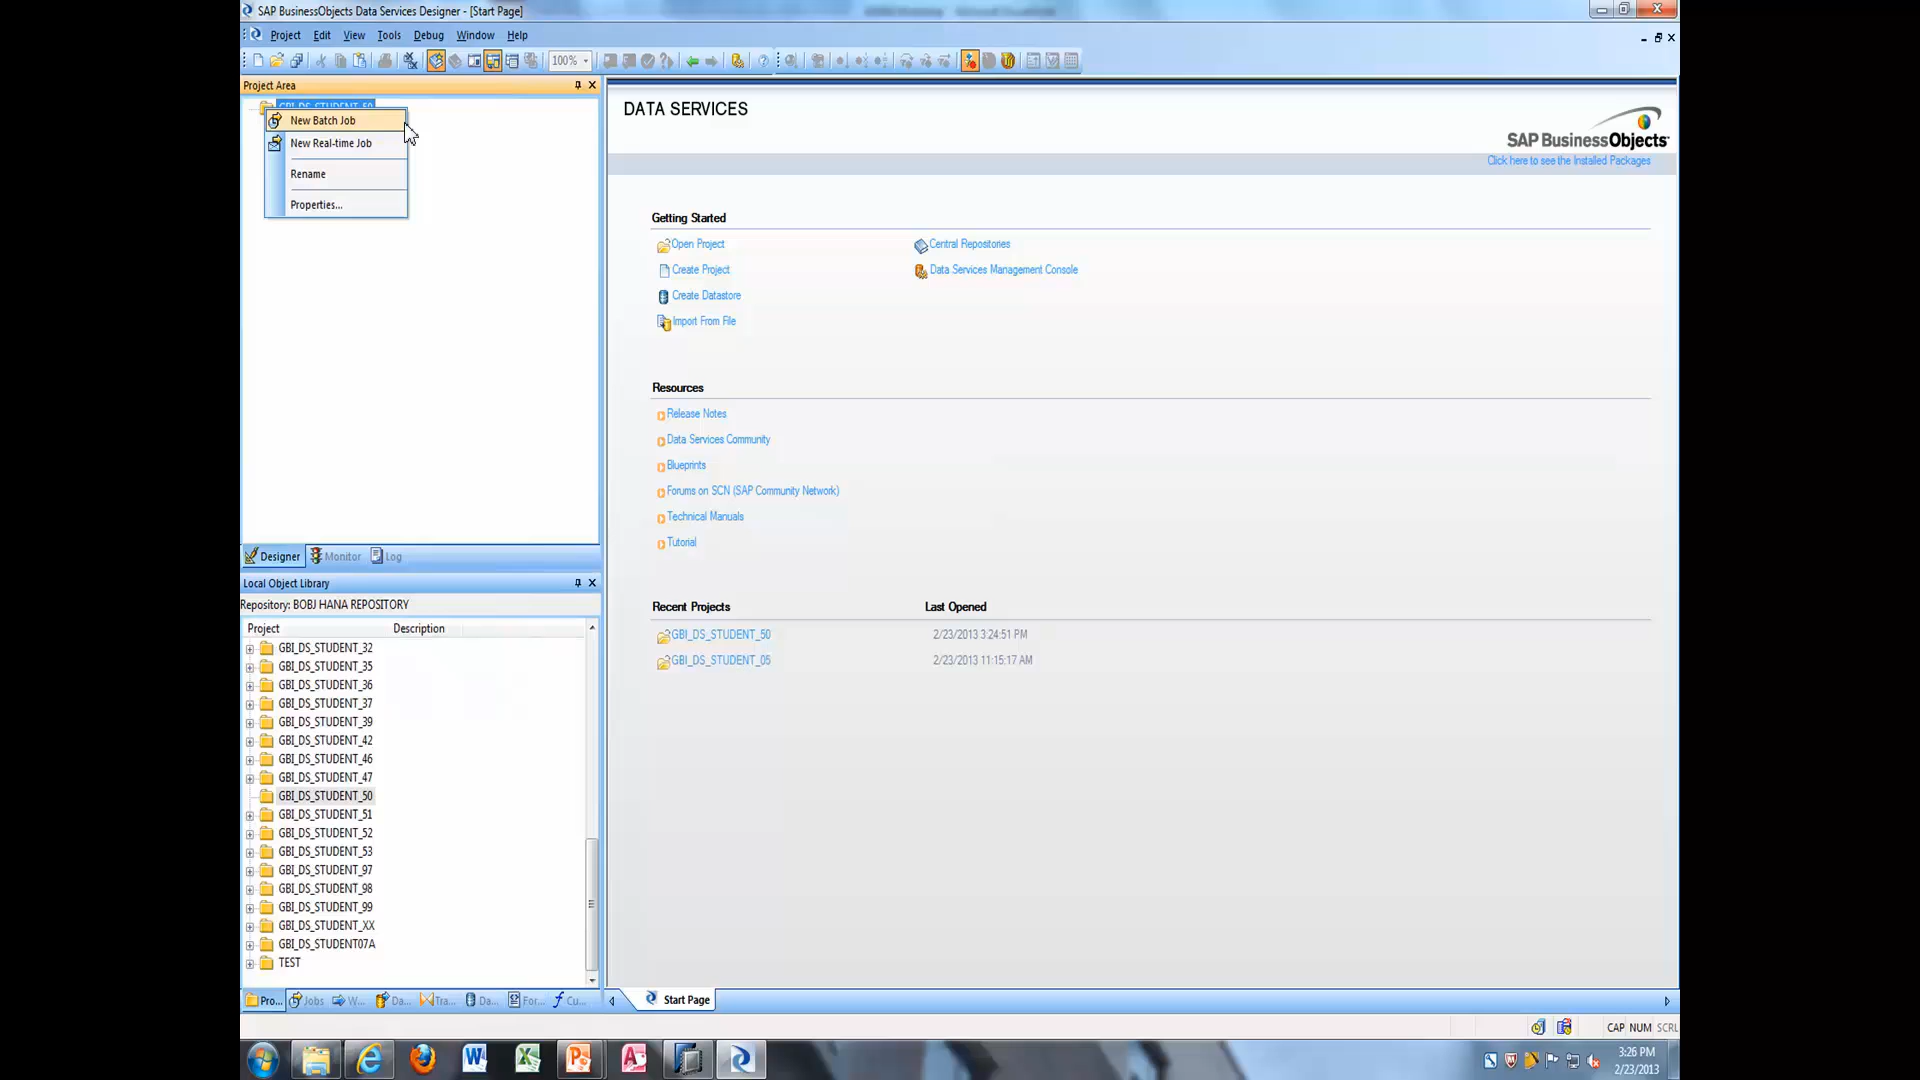 SAP BusinessObjects Data Services Designer - [Start Page]
Project Edit View Tools Debug Window Help
100%
Project Area
GBI_DS_STUDENT_50
New Batch Job
New Real-time Job
Rename
Properties...
Designer Monitor Log
Local Object Library
Repository: BOBJ HANA REPOSITORY
Project Description
GBI_DS_STUDENT_32
GBI_DS_STUDENT_35
GBI_DS_STUDENT_36
GBI_DS_STUDENT_37
GBI_DS_STUDENT_39
GBI_DS_STUDENT_42
GBI_DS_STUDENT_46
GBI_DS_STUDENT_47
GBI_DS_STUDENT_50
GBI_DS_STUDENT_51
GBI_DS_STUDENT_52
GBI_DS_STUDENT_53
GBI_DS_STUDENT_97
GBI_DS_STUDENT_98
GBI_DS_STUDENT_99
GBI_DS_STUDENT_XX
GBI_DS_STUDENT07A
TEST
Pro... Jobs W... Da... Tra... Da... For... Cu...
DATA SERVICES
SAP BusinessObjects
Click here to see the Installed Packages
Getting Started
Open Project Central Repositories
Create Project Data Services Management Console
Create Datastore
Import From File
Resources
Release Notes
Data Services Community
Blueprints
Forums on SCN (SAP Community Network)
Technical Manuals
Tutorial
Recent Projects Last Opened
GBI_DS_STUDENT_50 2/23/2013 3:24:51 PM
GBI_DS_STUDENT_05 2/23/2013 11:15:17 AM
Start Page
CAP NUM SCRL
3:26 PM
2/23/2013